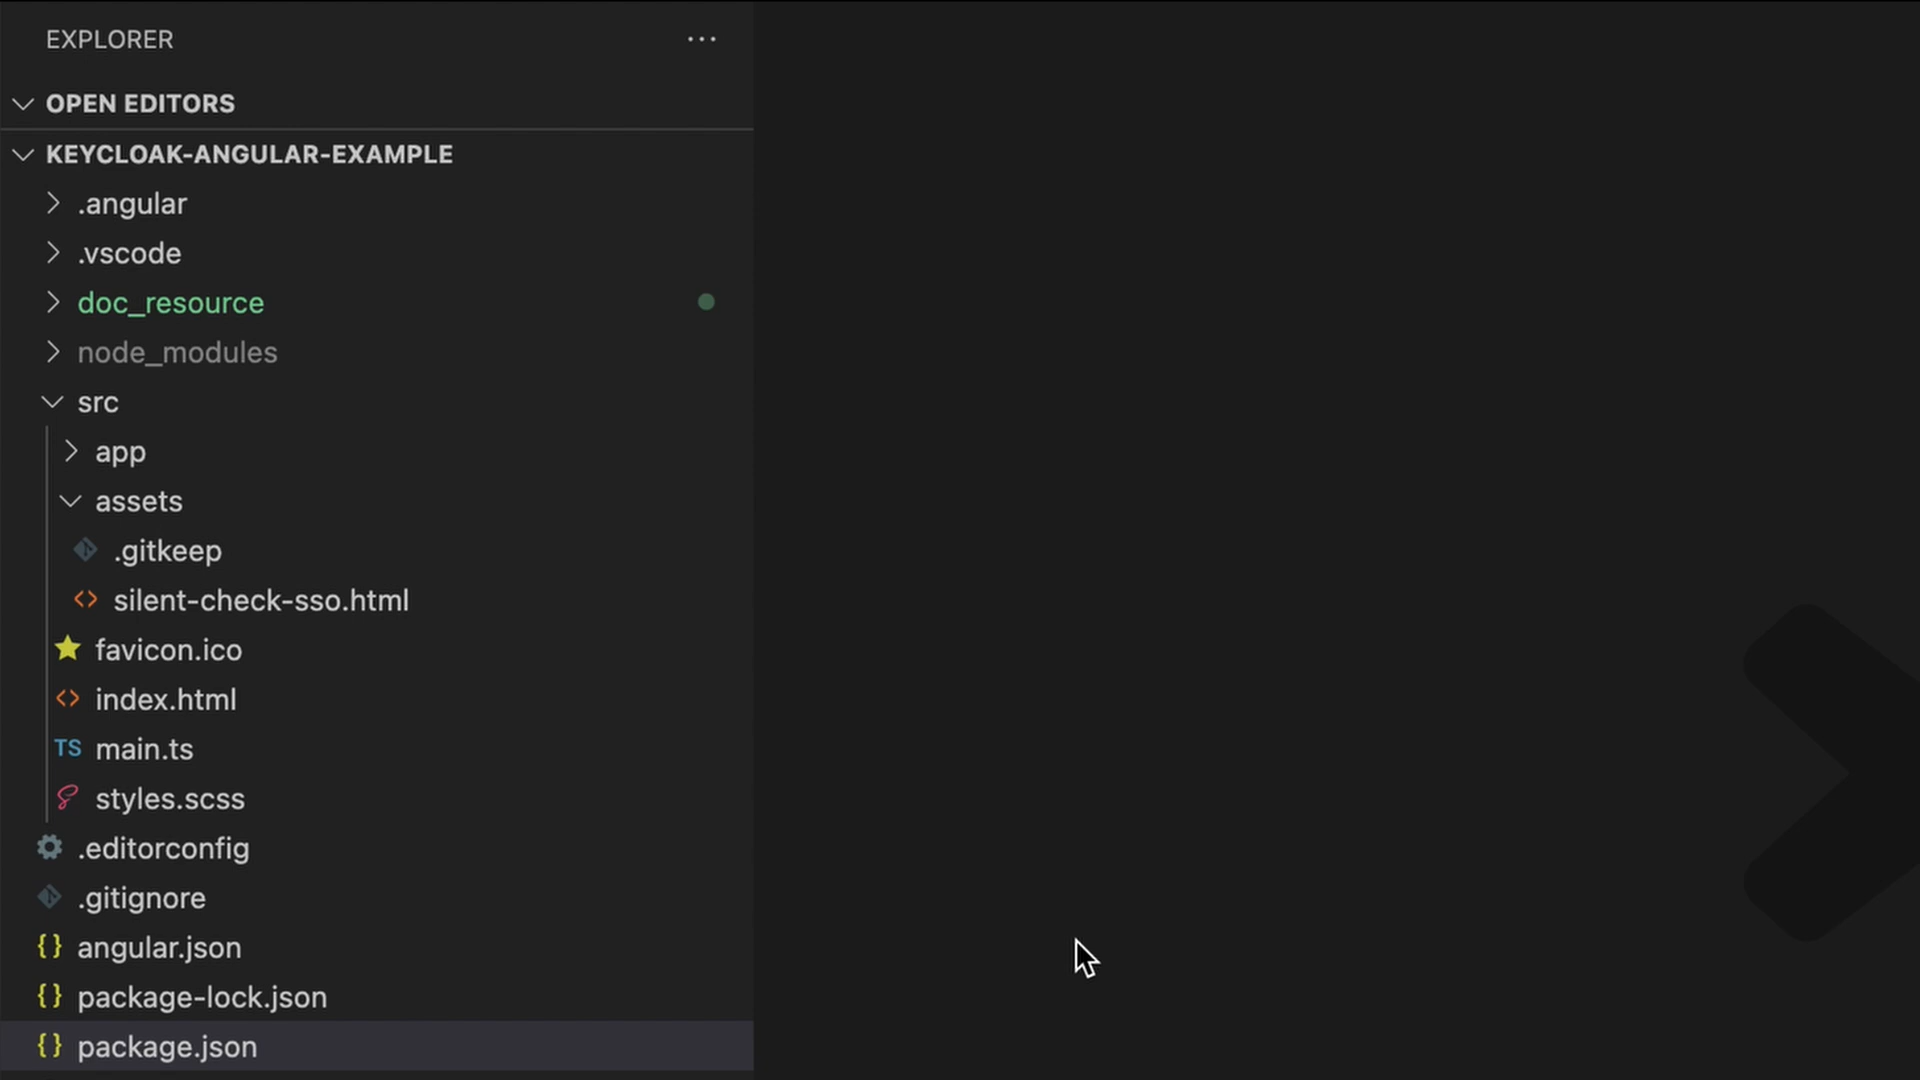 EXPLORER
OPEN EDITORS
KEYCLOAK-ANGULAR-EXAMPLE
.angular
.vscode
doc_resource
node_modules
src
app
assets
.gitkeep
silent-check-sso.html
favicon.ico
index.html
TS main.ts
styles.scss
.editorconfig
.gitignore
{} angular.json
{} package-lock.json
{} package.json